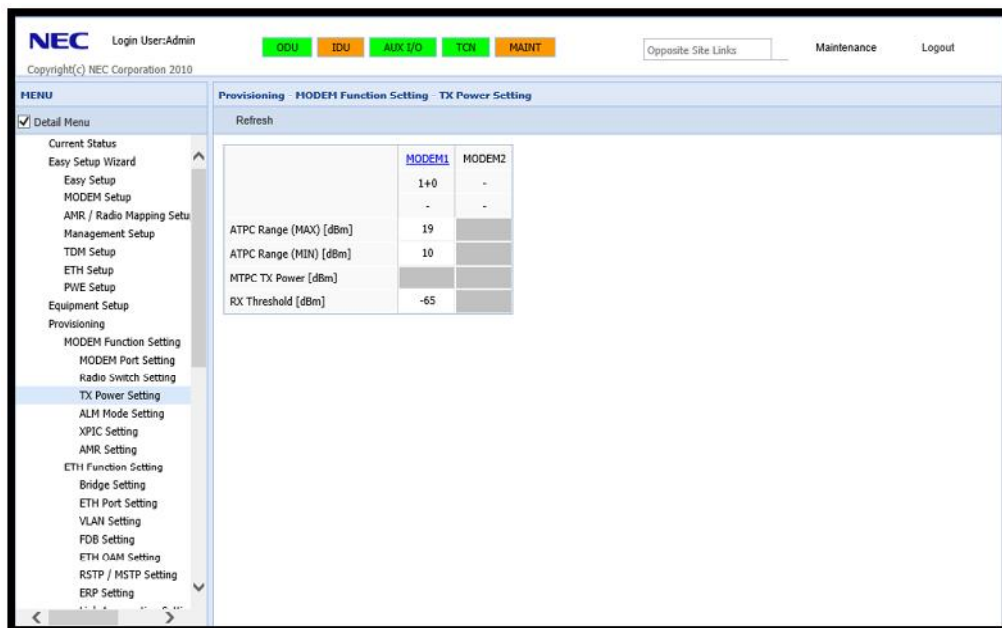 NEC Login User:Admin
Copyright(c) NEC Corporation 2010
ODU IDU AUX I/O TCN MAINT
Opposite Site Links
Maintenance Logout
MENU
Detail Menu
Current Status
Easy Setup Wizard
Easy Setup
MODEM Setup
AMR / Radio Mapping Setu
Management Setup
TDM Setup
ETH Setup
PWE Setup
Equipment Setup
Provisioning
MODEM Function Setting
MODEM Port Setting
Radio Switch Setting
TX Power Setting
ALM Mode Setting
XPIC Setting
AMR Setting
ETH Function Setting
Bridge Setting
ETH Port Setting
VLAN Setting
FDB Setting
ETH OAM Setting
RSTP / MSTP Setting
ERP Setting
Provisioning - MODEM Function Setting - TX Power Setting
Refresh
MODEM1 MODEM2
1+0 -
- -
ATPC Range (MAX) [dBm] 19
ATPC Range (MIN) [dBm] 10
MTPC TX Power [dBm]
RX Threshold [dBm] -65